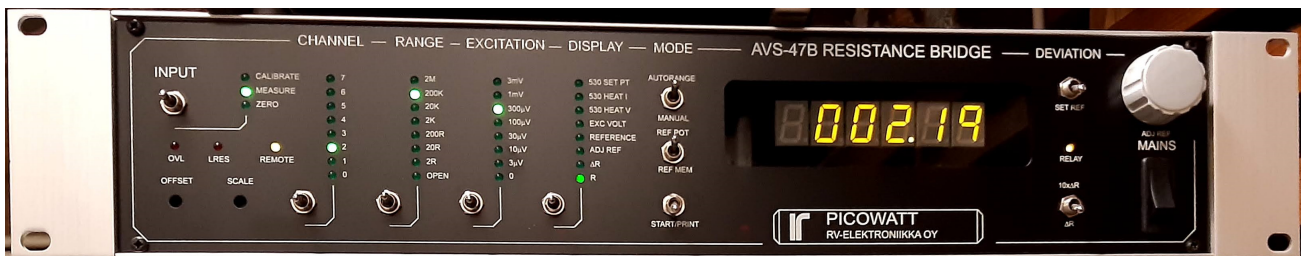 CHANNEL — RANGE — EXCITATION — DISPLAY — MODE — AVS-47B RESISTANCE BRIDGE — DEVIATION
INPUT
CALIBRATE
MEASURE
ZERO
OVL LRES REMOTE
OFFSET SCALE
7
6
5
4
3
2
1
0
2M
200K
20K
2K
200R
20R
2R
OPEN
3mV
1mV
300µV
100µV
30µV
10µV
3µV
0
530 SET PT
530 HEAT I
530 HEAT V
EXC VOLT
REFERENCE
ADJ REF
ΔR
R
AUTORANGE
MANUAL
REF POT
REF MEM
START/PRINT
002.19
PICOWATT
RV-ELEKTRONIIKKA OY
SET REF
RELAY
10xΔR
ΔR
ADJ REF
MAINS